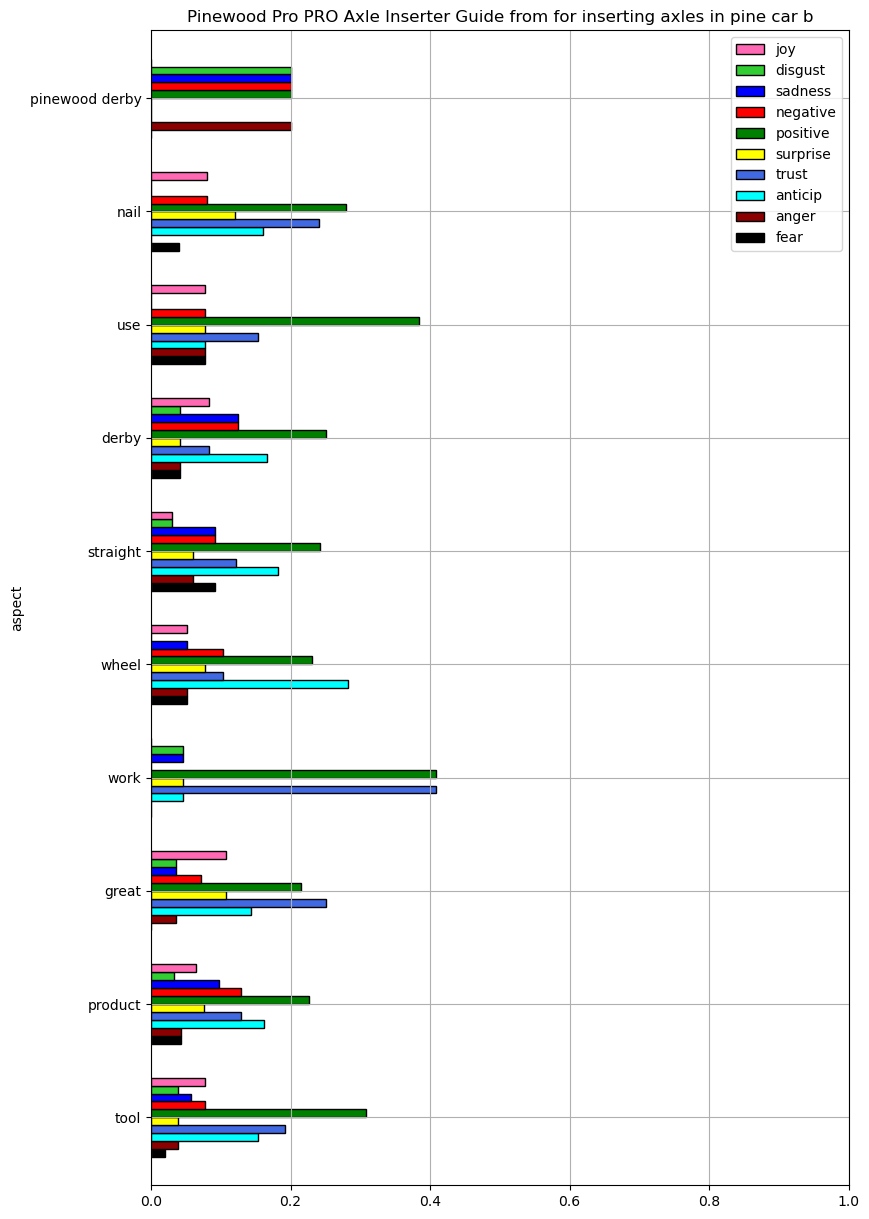 Pinewood Pro PRO Axle Inserter Guide from for inserting axles in pine car b
joy
disgust
sadness
negative
positive
surprise
trust
anticip
anger
fear
pinewood derby
nail
use
derby
straight
wheel
work
great
product
tool
aspect
0.0 0.2 0.4 0.6 0.8 1.0